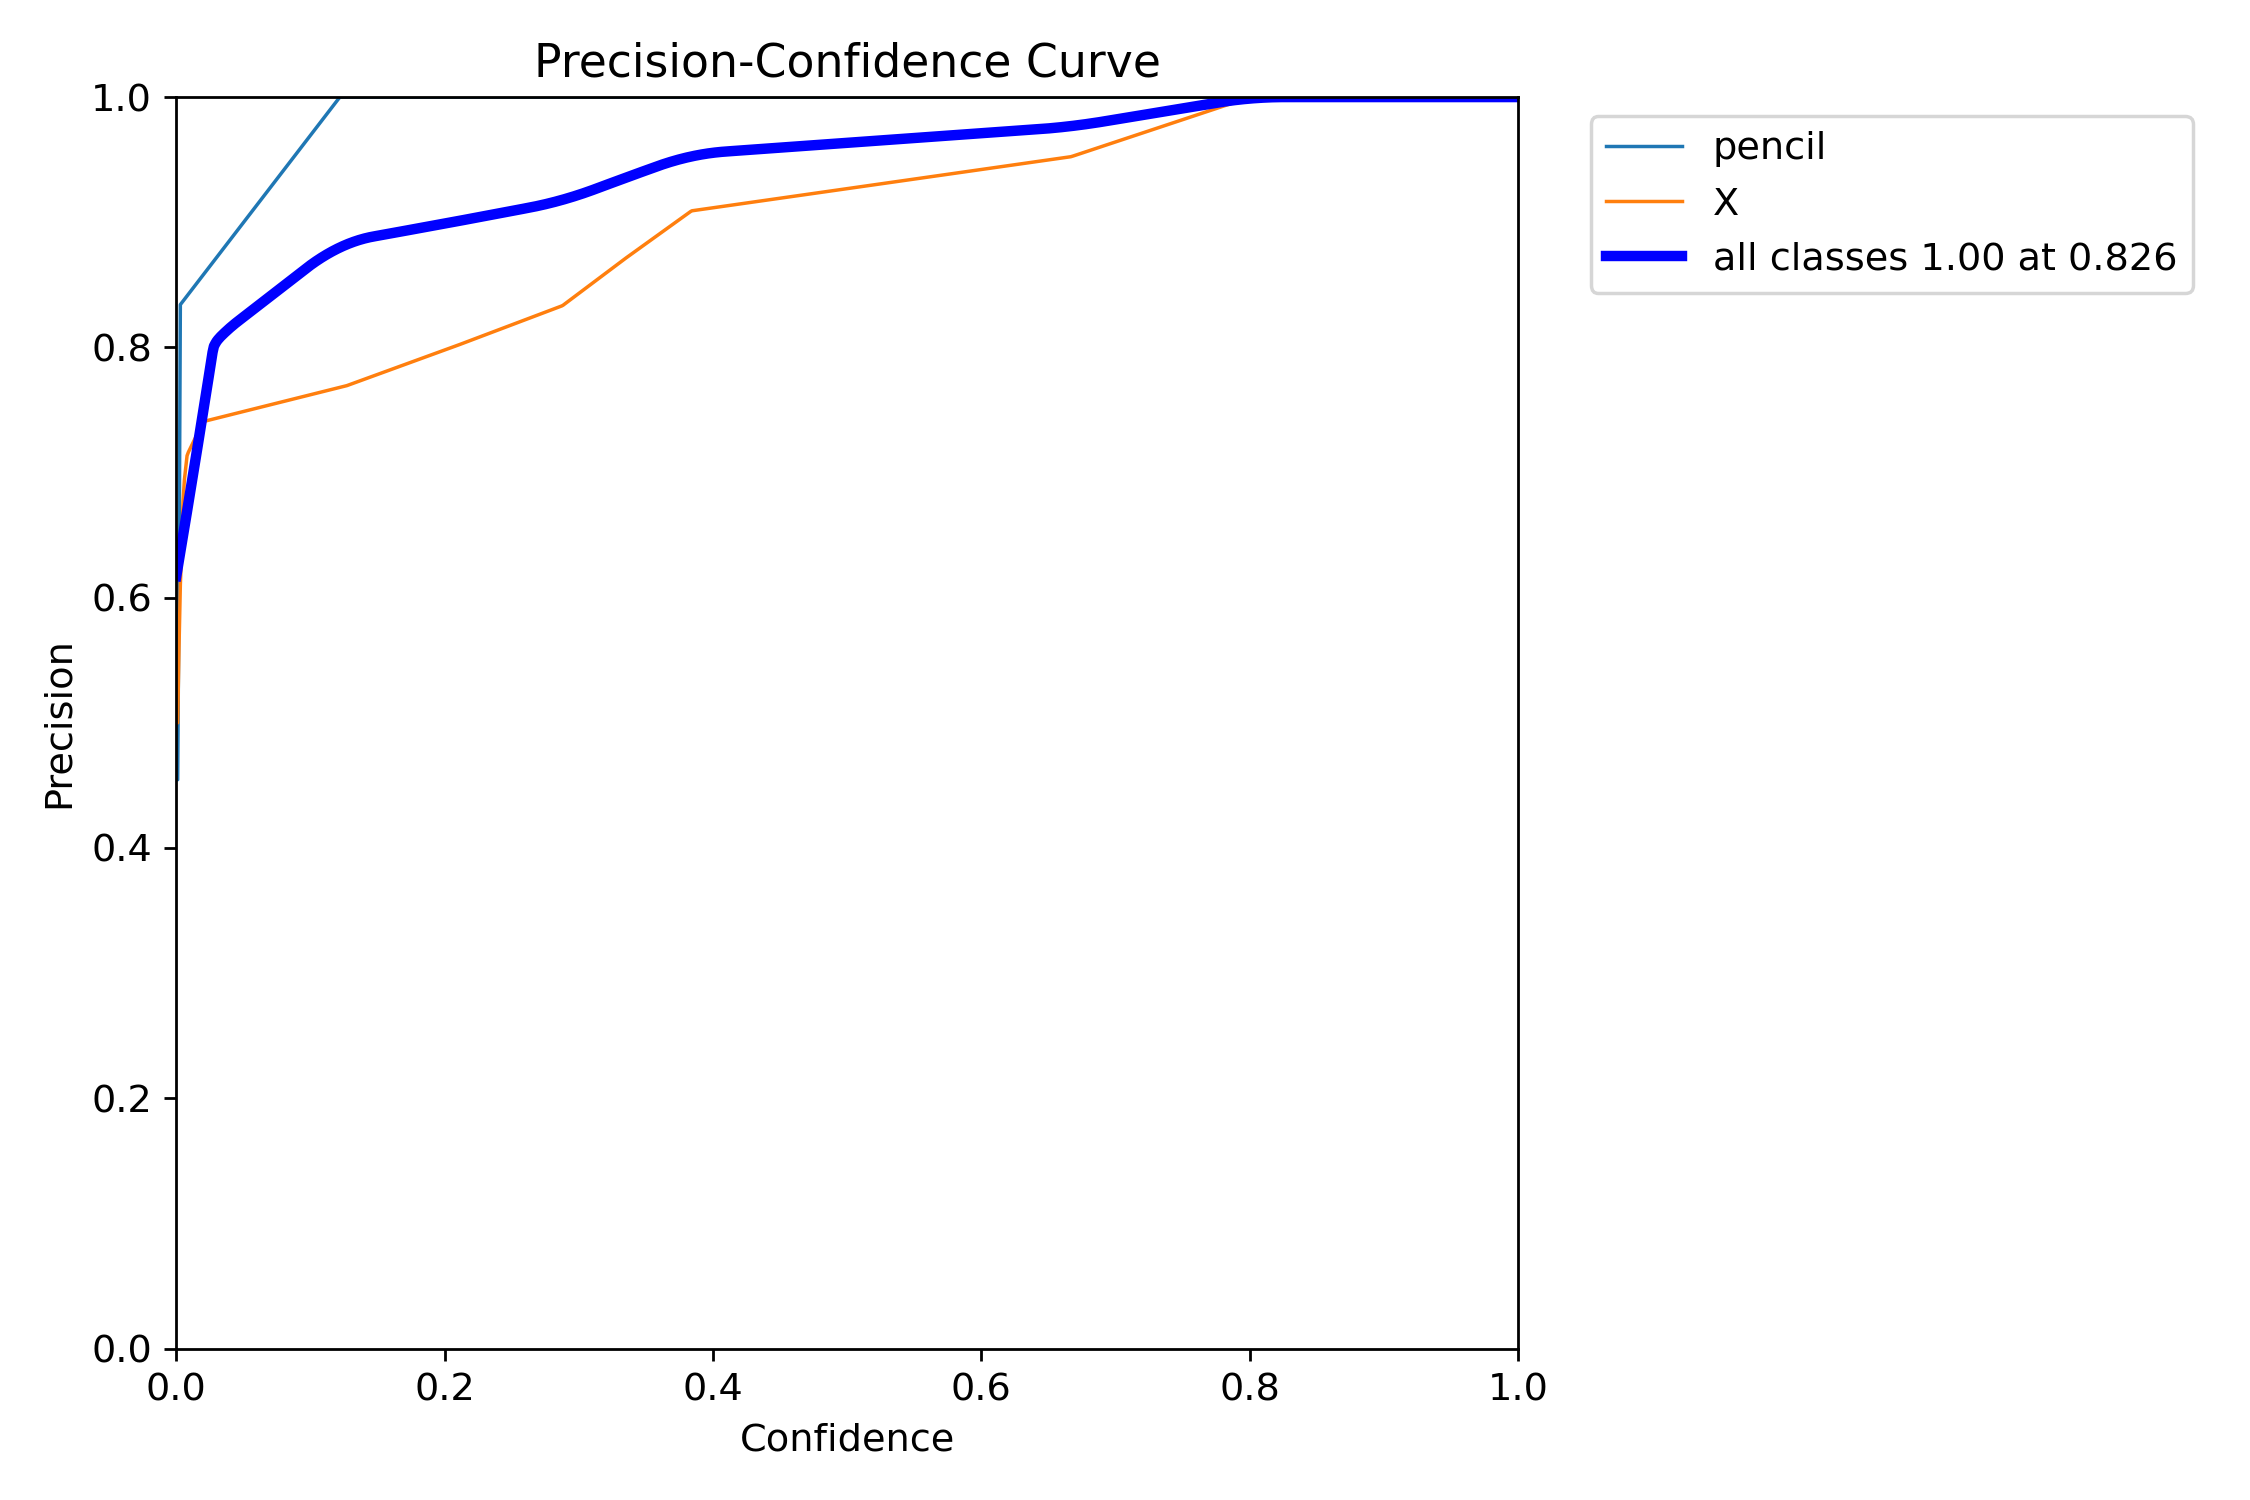 Precision-Confidence Curve
1.0
0.8
0.6
0.4
0.2
0.0
Precision
0.0 0.2 0.4 0.6 0.8 1.0
Confidence
pencil
X
all classes 1.00 at 0.826